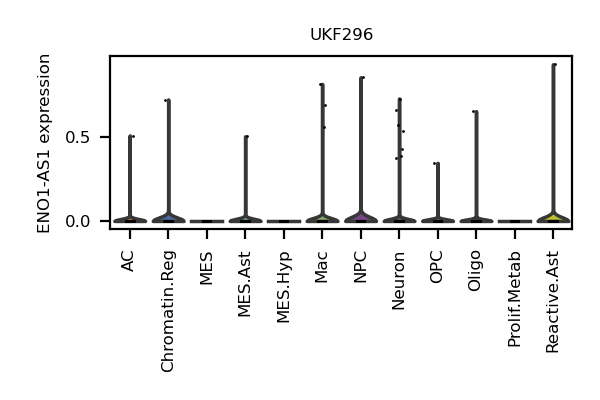 UKF296
ENO1-AS1 expression
0.5
0.0
AC
Chromatin.Reg
MES
MES.Ast
MES.Hyp
Mac
NPC
Neuron
OPC
Oligo
Prolif.Metab
Reactive.Ast